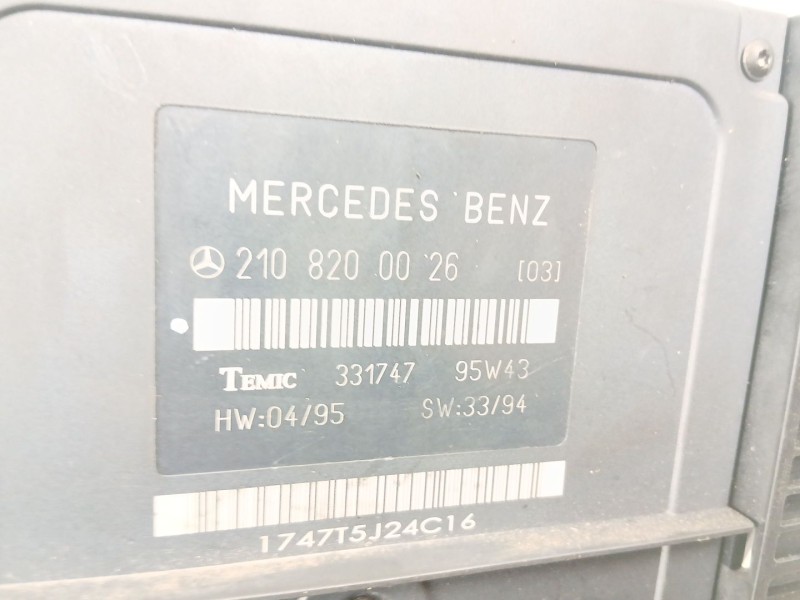 MERCEDES BENZ
210 820 00 26 [03]
TEMIC 331747 95W43
HW:04/95 SW:33/94
1747T5J24C16